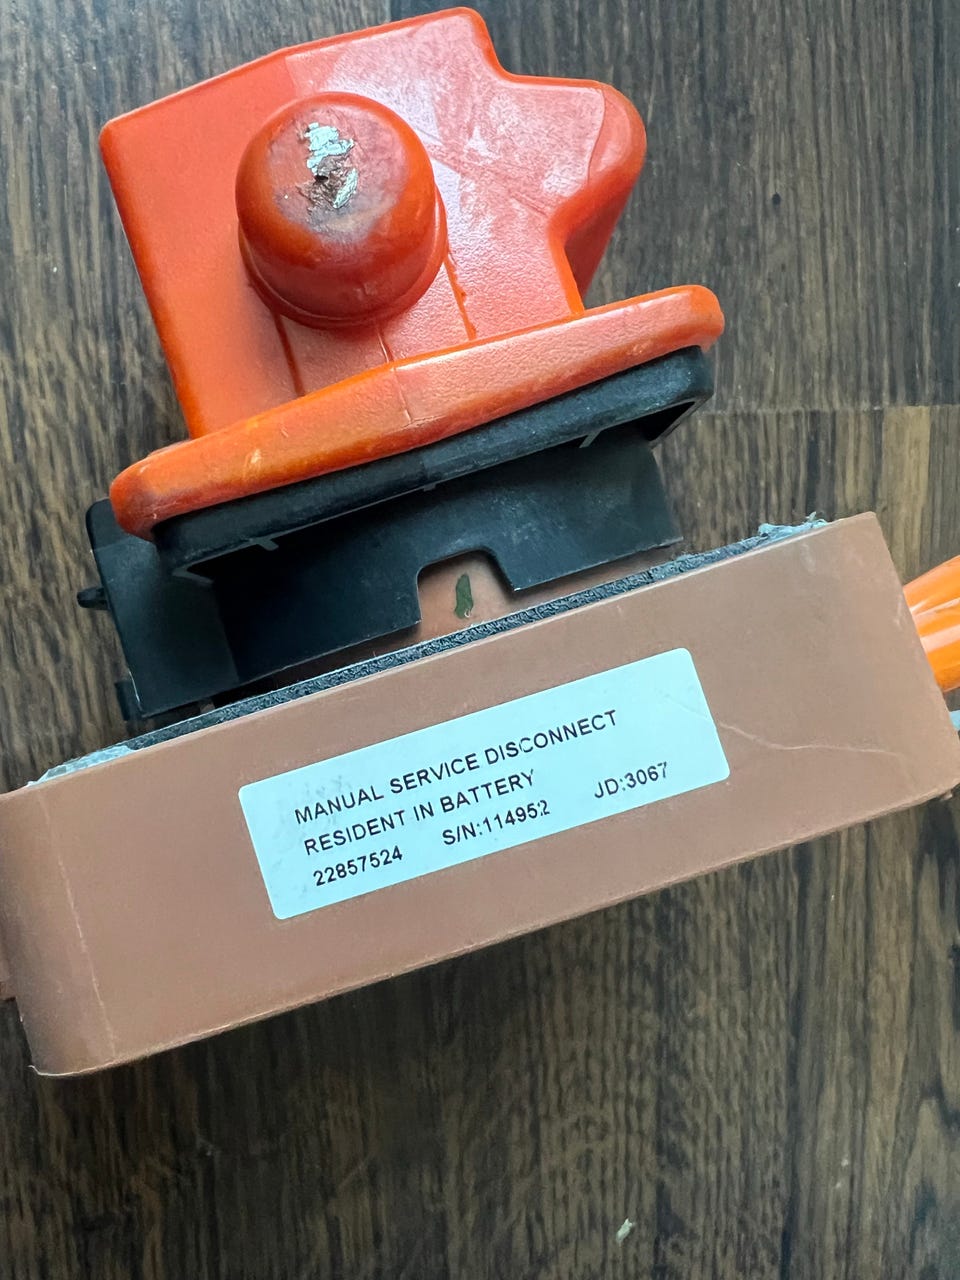 MANUAL SERVICE DISCONNECT
RESIDENT IN BATTERY
22857524 S/N:114952 JD:3067